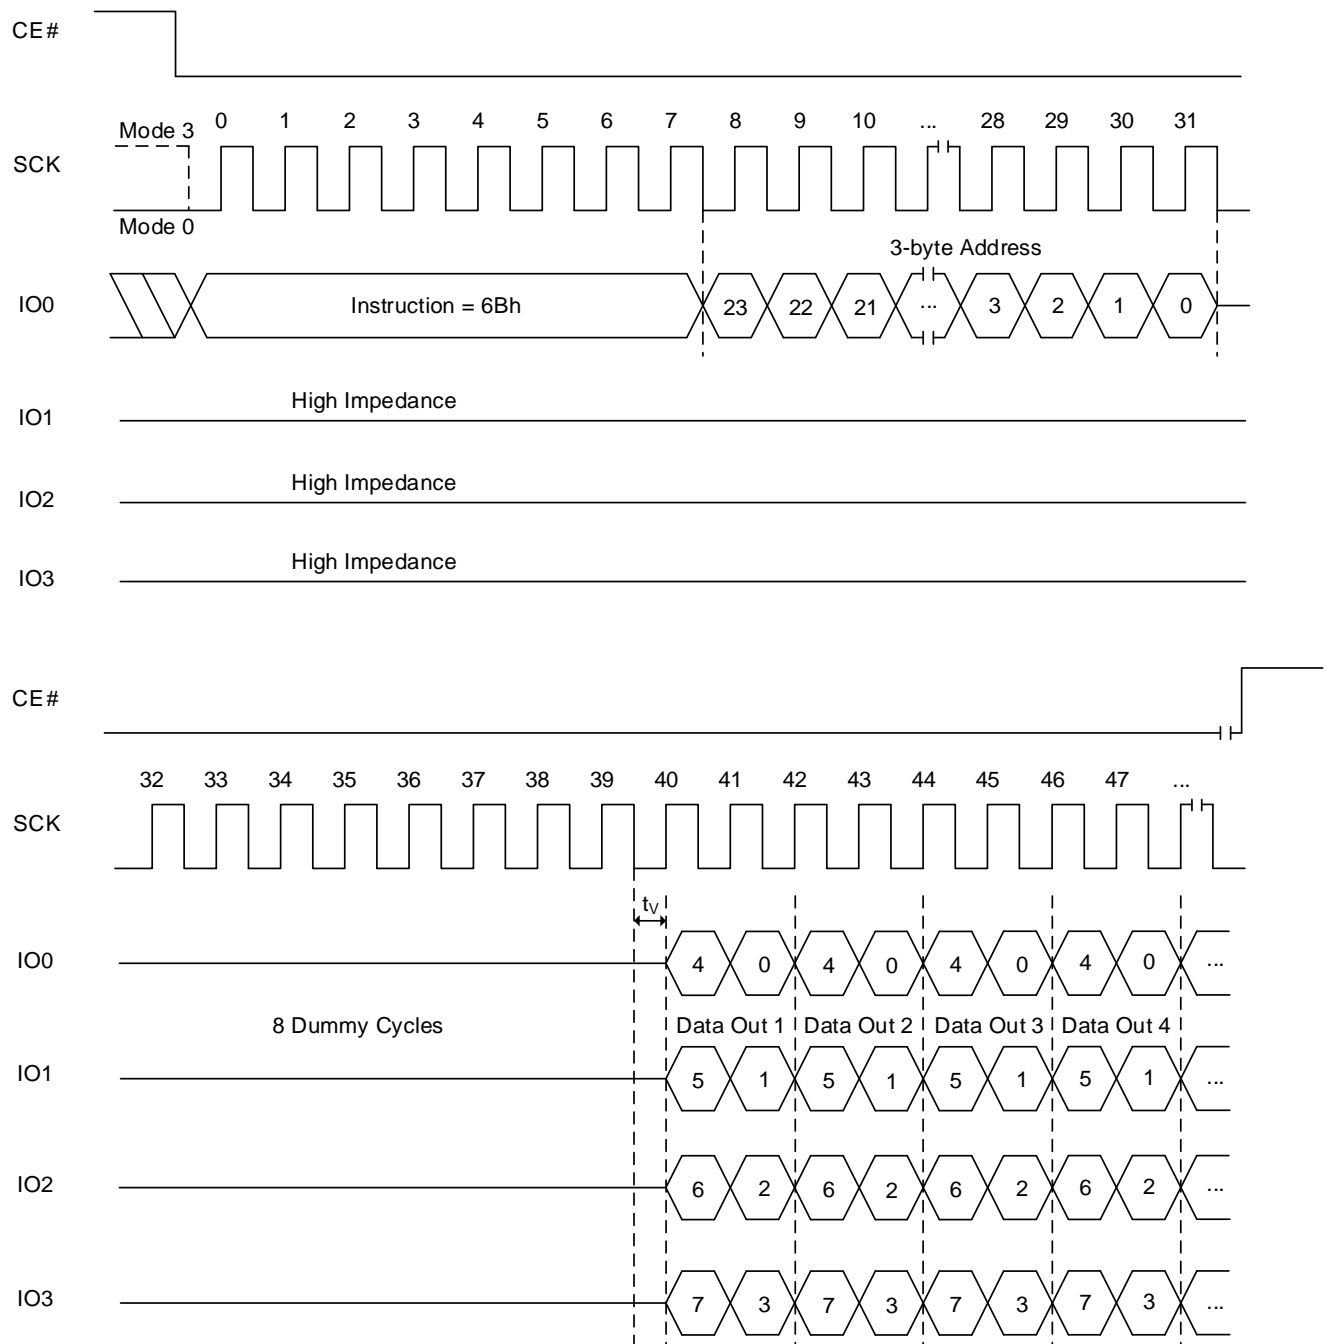 CE#
Mode 3 0 1 2 3 4 5 6 7 8 9 10 ... 28 29 30 31
SCK
Mode 0
3-byte Address
IO0 Instruction = 6Bh 23 22 21 ... 3 2 1 0
High Impedance
IO1
High Impedance
IO2
High Impedance
IO3
CE#
32 33 34 35 36 37 38 39 40 41 42 43 44 45 46 47 ...
SCK
tV
IO0 4 0 4 0 4 0 4 0 ...
8 Dummy Cycles Data Out 1 Data Out 2 Data Out 3 Data Out 4
IO1 5 1 5 1 5 1 5 1 ...
IO2 6 2 6 2 6 2 6 2 ...
IO3 7 3 7 3 7 3 7 3 ...